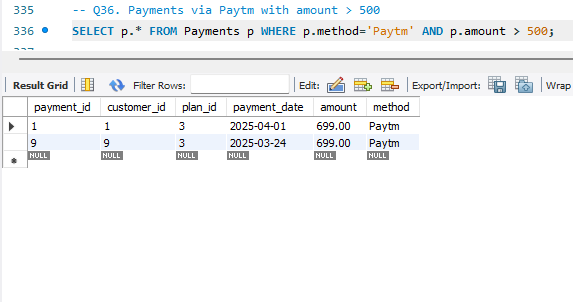 335 -- Q36. Payments via Paytm with amount > 500
336 SELECT p.* FROM Payments p WHERE p.method='Paytm' AND p.amount > 500;
Result Grid Filter Rows: Edit: Export/Import: Wrap
payment_id customer_id plan_id payment_date amount method
1 1 3 2025-04-01 699.00 Paytm
9 9 3 2025-03-24 699.00 Paytm
NULL NULL NULL NULL NULL NULL